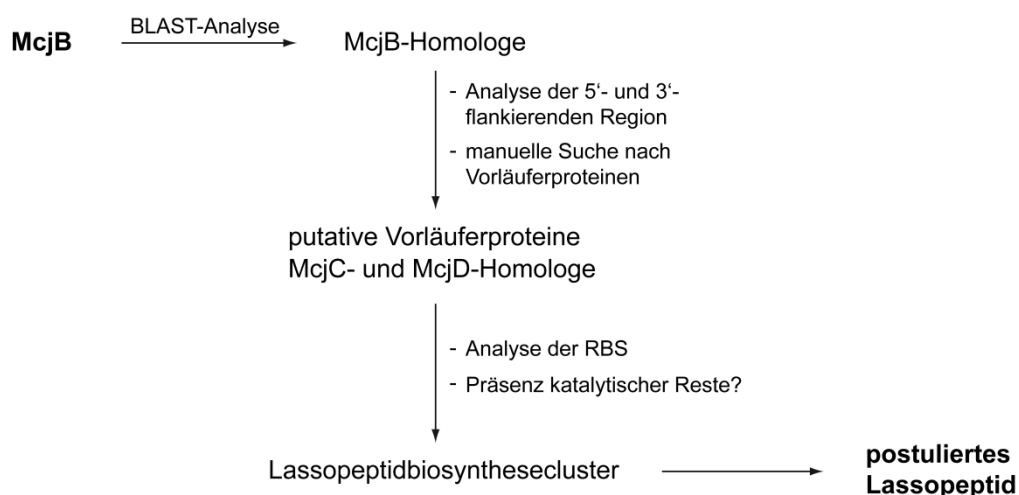 McjB
BLAST-Analyse
McjB-Homologe
- Analyse der 5‘- und 3‘-
flankierenden Region
- manuelle Suche nach
Vorläuferproteinen
putative Vorläuferproteine
McjC- und McjD-Homologe
- Analyse der RBS
- Präsenz katalytischer Reste?
Lassopeptidbiosynthesecluster
postuliertes
Lassopeptid